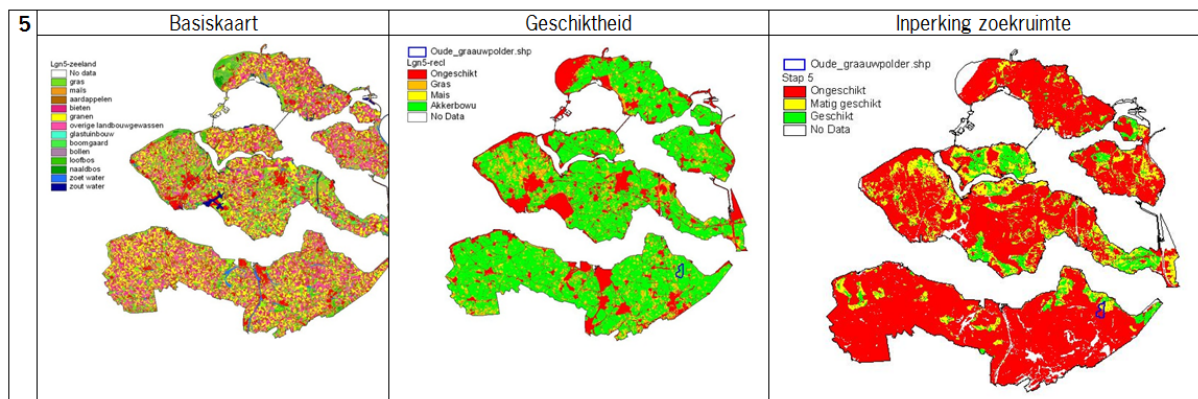 5
Basiskaart
Geschiktheid
Inperking zoekruimte
Lgn5-zeeland
No data
gras
maïs
aardappelen
bieten
granen
overige landbouwgewassen
glastuinbouw
boomgaard
bollen
loofbos
naaldbos
zoet water
zout water
Oude_graauwpolder.shp
Lgn5-recl
Ongeschikt
Gras
Mais
Akkerbowu
No Data
Oude_graauwpolder.shp
Stap 5
Ongeschikt
Matig geschikt
Geschikt
No Data